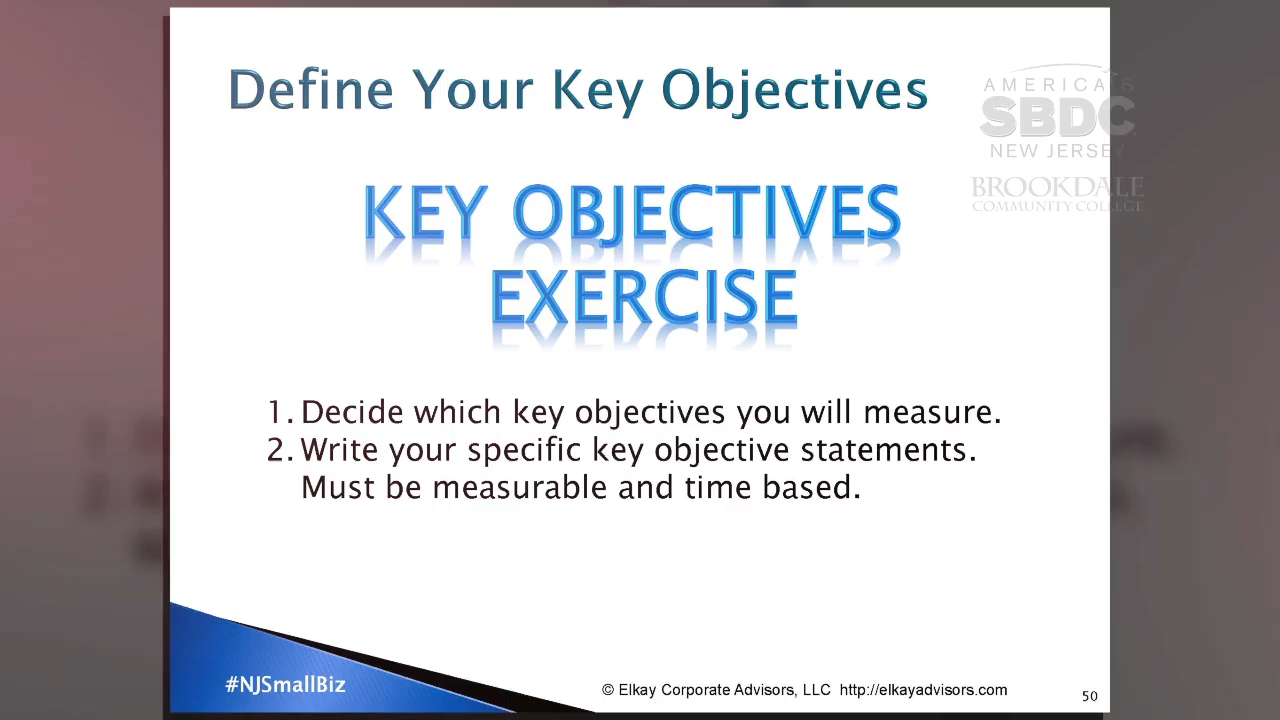 Define Your Key Objectives
AMERICA'S
SBDC
NEW JERSEY
BROOKDALE
COMMUNITY COLLEGE
KEY OBJECTIVES
EXERCISE
1. Decide which key objectives you will measure.
2. Write your specific key objective statements.
Must be measurable and time based.
#NJSmallBiz
© Elkay Corporate Advisors, LLC http://elkayadvisors.com
50